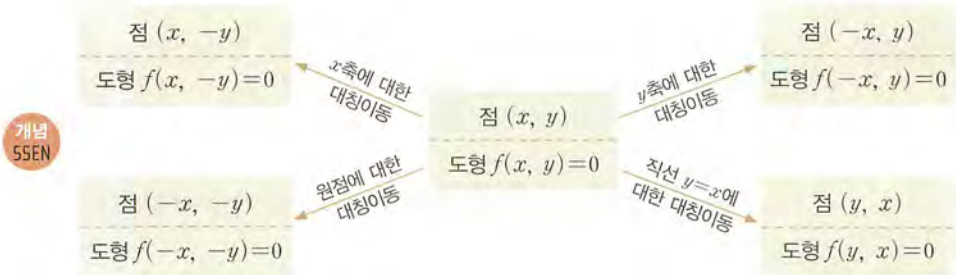 점 (x, -y)
도형 f(x, -y)=0
x축에 대한
대칭이동
점 (-x, y)
도형 f(-x, y)=0
y축에 대한
대칭이동
점 (x, y)
도형 f(x, y)=0
개념
SSEN
원점에 대한
대칭이동
점 (-x, -y)
도형 f(-x, -y)=0
직선 y=x에
대한 대칭이동
점 (y, x)
도형 f(y, x)=0